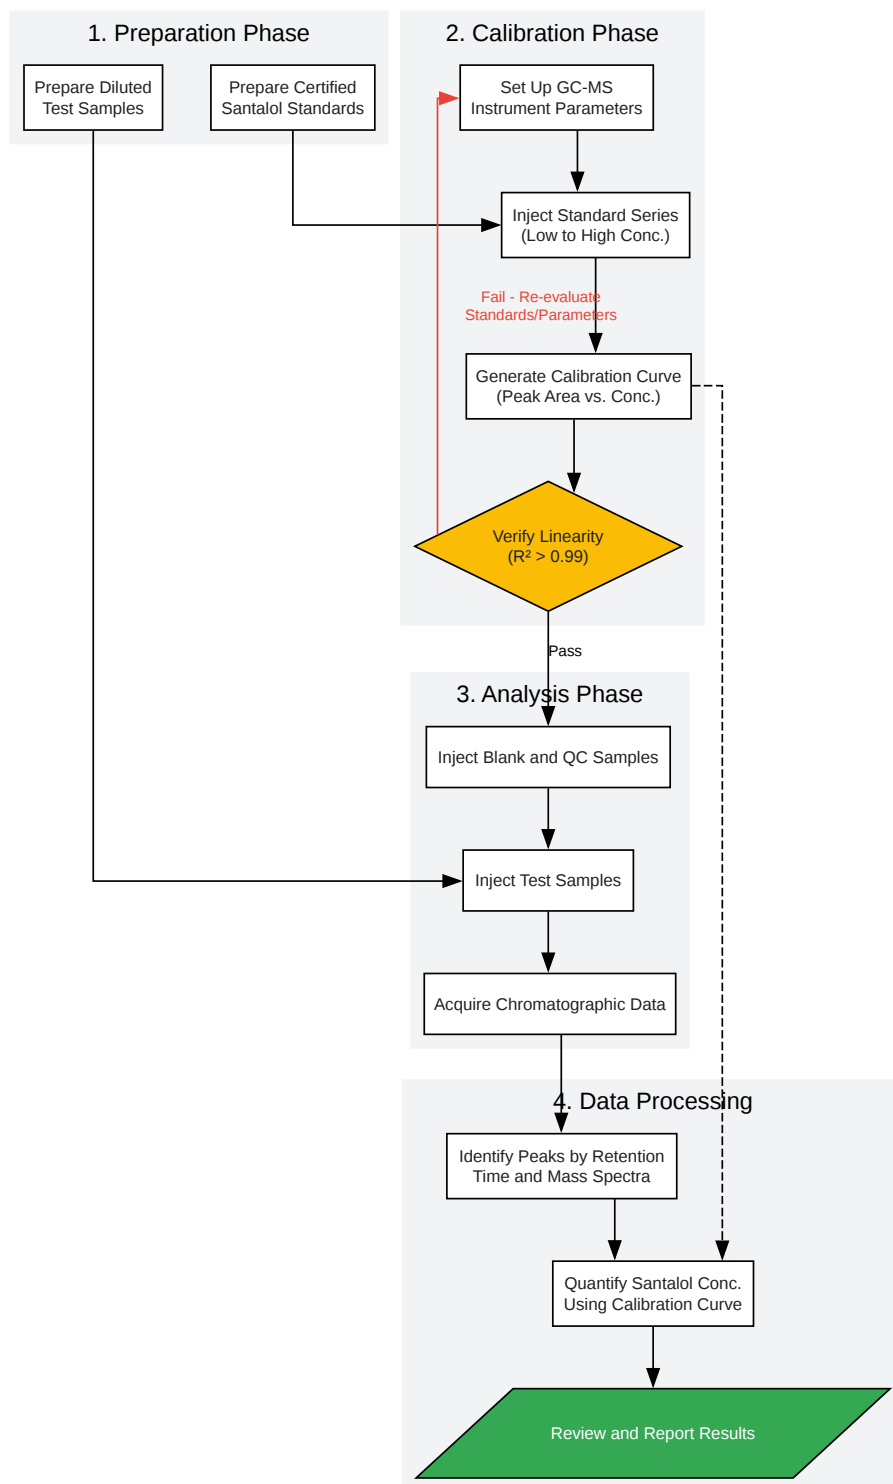 1. Preparation Phase
Prepare Diluted
Test Samples
Prepare Certified
Santalol Standards
2. Calibration Phase
Set Up GC-MS
Instrument Parameters
Inject Standard Series
(Low to High Conc.)
Fail - Re-evaluate
Standards/Parameters
Generate Calibration Curve
(Peak Area vs. Conc.)
Verify Linearity
(R² > 0.99)
Pass
3. Analysis Phase
Inject Blank and QC Samples
Inject Test Samples
Acquire Chromatographic Data
4. Data Processing
Identify Peaks by Retention
Time and Mass Spectra
Quantify Santalol Conc.
Using Calibration Curve
Review and Report Results